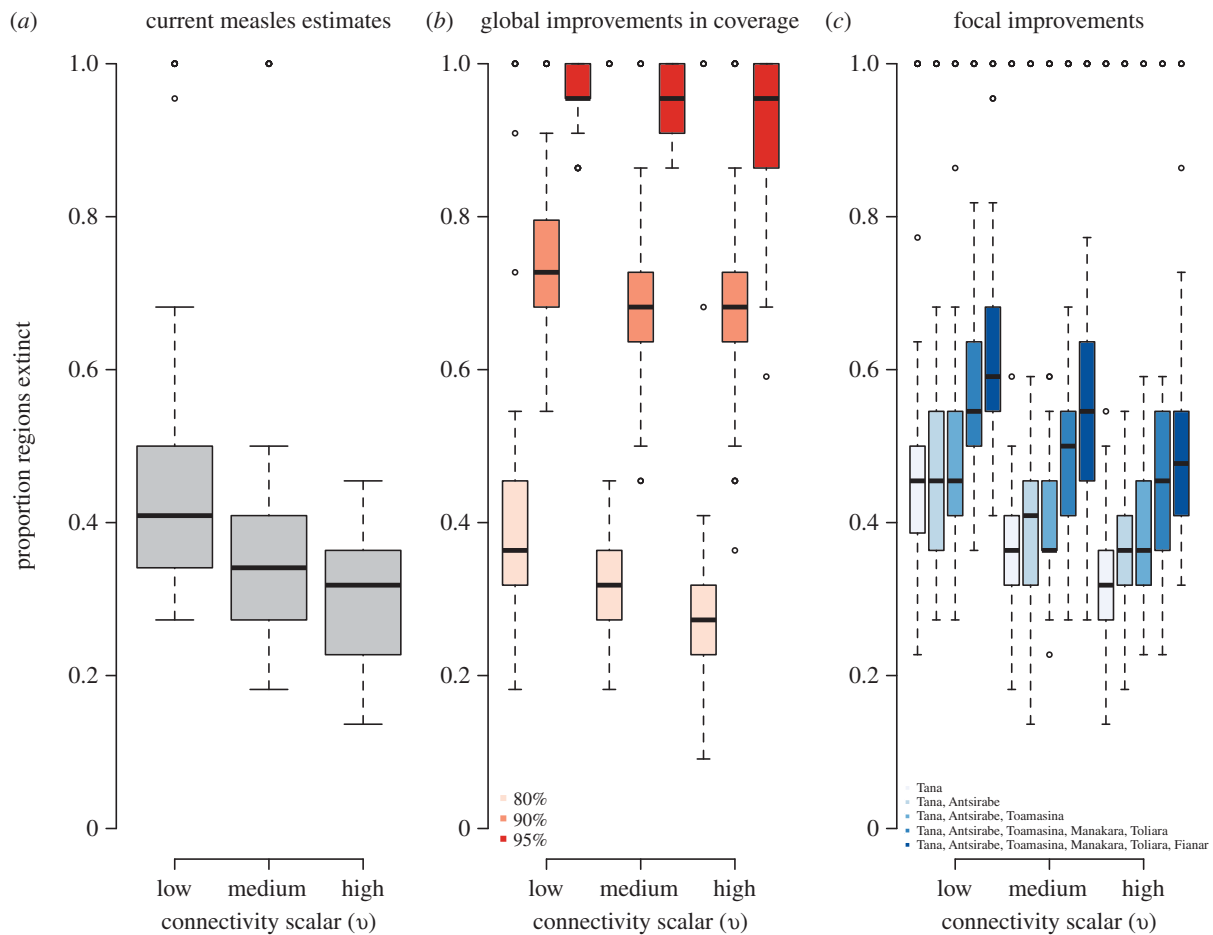 (a) current measles estimates
(b) global improvements in coverage
(c) focal improvements
proportion regions extinct
1.0
0.8
0.6
0.4
0.2
0
low medium high
connectivity scalar (υ)
1.0
0.8
0.6
0.4
0.2
0
80%
90%
95%
low medium high
connectivity scalar (υ)
1.0
0.8
0.6
0.4
0.2
0
Tana
Tana, Antsirabe
Tana, Antsirabe, Toamasina
Tana, Antsirabe, Toamasina, Manakara, Toliara
Tana, Antsirabe, Toamasina, Manakara, Toliara, Fianar
low medium high
connectivity scalar (υ)